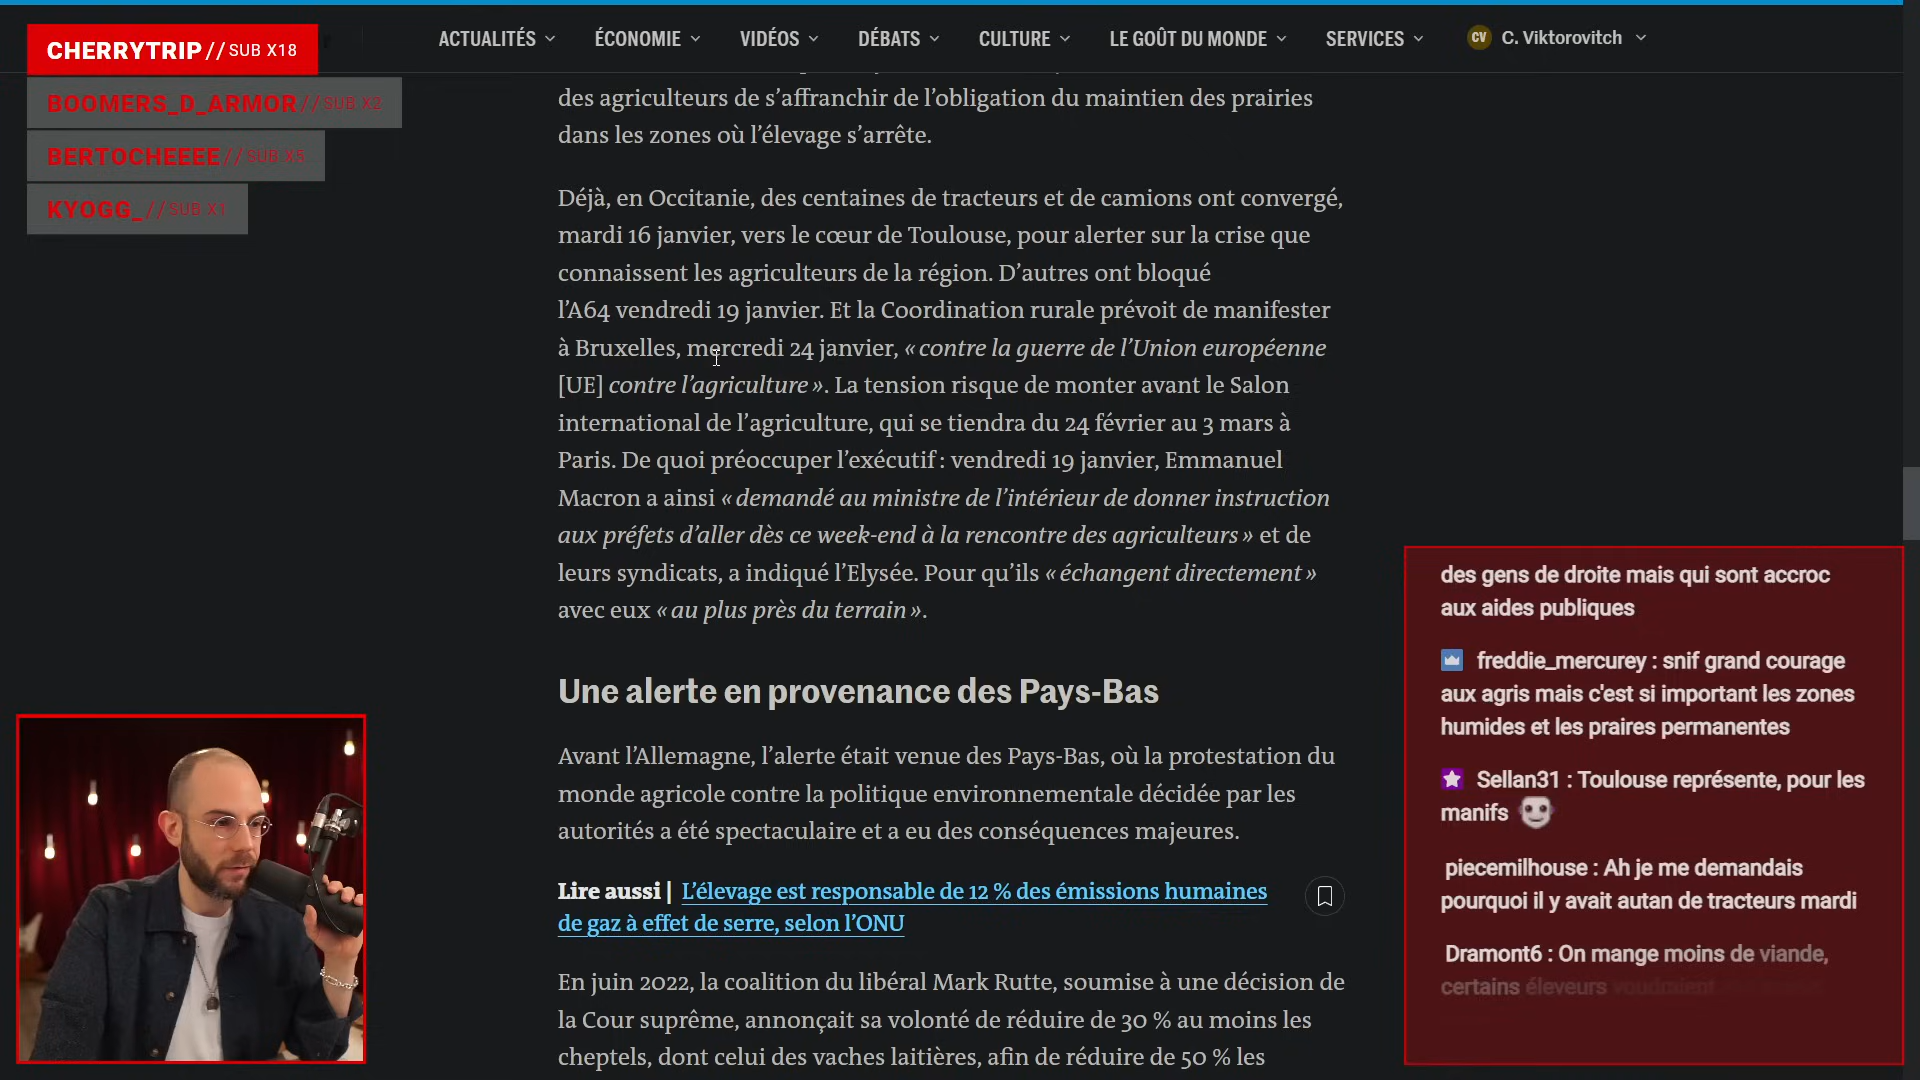 CHERRYTRIP // SUB X18
BOOMERS_D_ARMOR // SUB X2
BERTOCHEEEE // SUB X5
KYOGG_ // SUB X1
ACTUALITÉS
ÉCONOMIE
VIDÉOS
DÉBATS
CULTURE
LE GOÛT DU MONDE
SERVICES
CV
C. Viktorovitch
des agriculteurs de s’affranchir de l’obligation du maintien des prairies
dans les zones où l’élevage s’arrête.
Déjà, en Occitanie, des centaines de tracteurs et de camions ont convergé,
mardi 16 janvier, vers le cœur de Toulouse, pour alerter sur la crise que
connaissent les agriculteurs de la région. D’autres ont bloqué
l’A64 vendredi 19 janvier. Et la Coordination rurale prévoit de manifester
à Bruxelles, mercredi 24 janvier, « contre la guerre de l’Union européenne
[UE] contre l’agriculture ». La tension risque de monter avant le Salon
international de l’agriculture, qui se tiendra du 24 février au 3 mars à
Paris. De quoi préoccuper l’exécutif : vendredi 19 janvier, Emmanuel
Macron a ainsi « demandé au ministre de l’intérieur de donner instruction
aux préfets d’aller dès ce week-end à la rencontre des agriculteurs » et de
leurs syndicats, a indiqué l’Elysée. Pour qu’ils « échangent directement »
avec eux « au plus près du terrain ».
Une alerte en provenance des Pays-Bas
Avant l’Allemagne, l’alerte était venue des Pays-Bas, où la protestation du
monde agricole contre la politique environnementale décidée par les
autorités a été spectaculaire et a eu des conséquences majeures.
Lire aussi | L’élevage est responsable de 12 % des émissions humaines
de gaz à effet de serre, selon l’ONU
En juin 2022, la coalition du libéral Mark Rutte, soumise à une décision de
la Cour suprême, annonçait sa volonté de réduire de 30 % au moins les
cheptels, dont celui des vaches laitières, afin de réduire de 50 % les
des gens de droite mais qui sont accroc
aux aides publiques
freddie_mercurey : snif grand courage
aux agris mais c'est si important les zones
humides et les praires permanentes
Sellan31 : Toulouse représente, pour les
manifs
piecemilhouse : Ah je me demandais
pourquoi il y avait autan de tracteurs mardi
Dramont6 : On mange moins de viande,
certains éleveurs voudraient